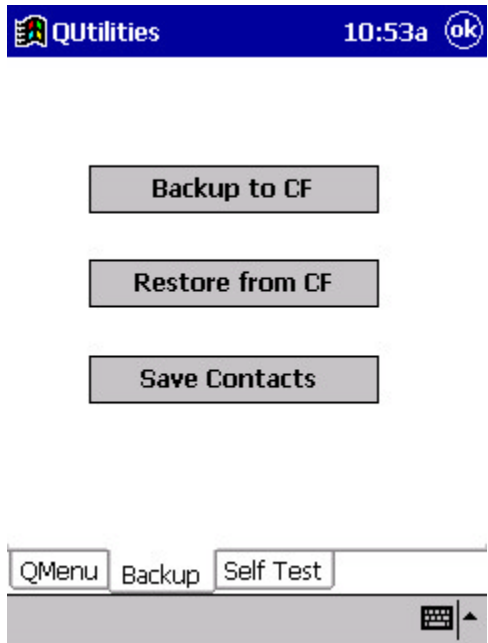 QUtilities 10:53a ok
Backup to CF
Restore from CF
Save Contacts
QMenu Backup Self Test